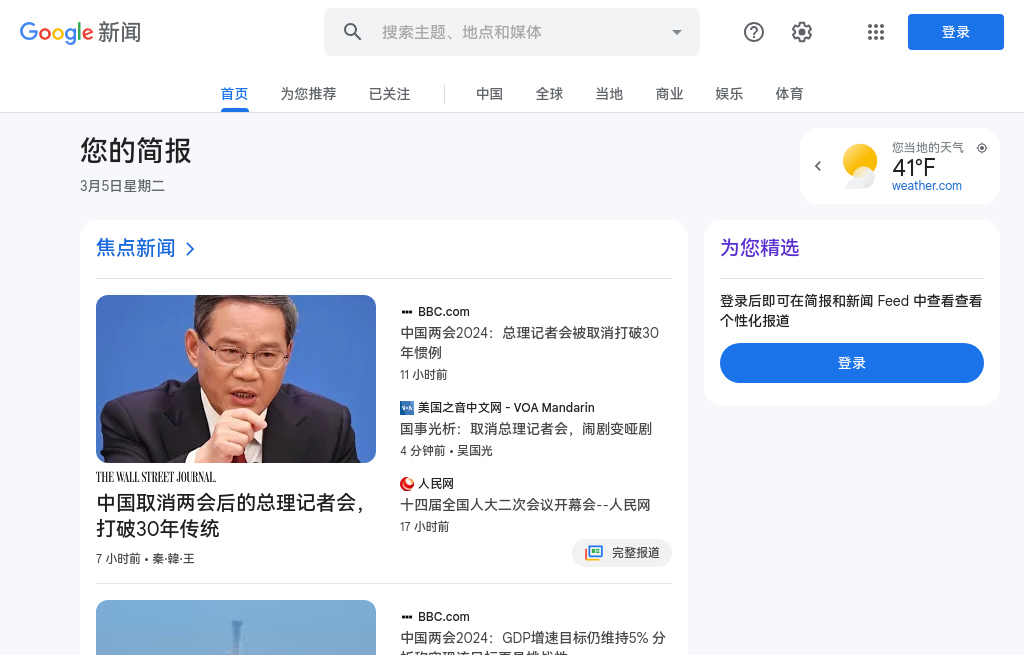 Google 新闻
搜索主题、地点和媒体
登录
首页
为您推荐
已关注
中国
全球
当地
商业
娱乐
体育
您的简报
3月5日星期二
您当地的天气
41°F
weather.com
焦点新闻
THE WALL STREET JOURNAL.
中国取消两会后的总理记者会，
打破30年传统
7 小时前 • 秦·韓·王
BBC.com
中国两会2024：总理记者会被取消打破30
年惯例
11 小时前
VOA 美国之音中文网 - VOA Mandarin
国事光析：取消总理记者会，闹剧变哑剧
4 分钟前 • 吴国光
人民网
十四届全国人大二次会议开幕会--人民网
17 小时前
完整报道
BBC.com
中国两会2024：GDP增速目标仍维持5% 分
为您精选
登录后即可在简报和新闻 Feed 中查看查看
个性化报道
登录